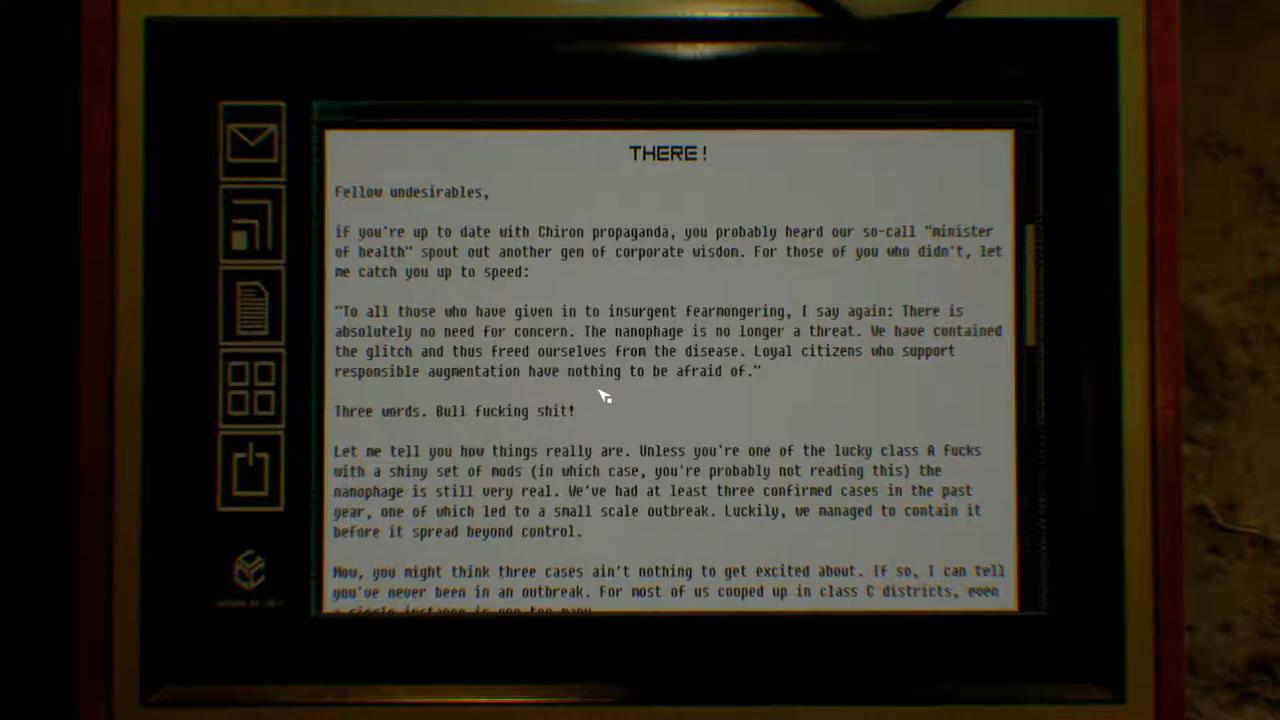 THERE!
Fellow undesirables,
if you're up to date with Chiron propaganda, you probably heard our so-call "minister
of health" spout out another gem of corporate wisdom. For those of you who didn't, let
me catch you up to speed:
"To all those who have given in to insurgent fearmongering, I say again: There is
absolutely no need for concern. The nanophage is no longer a threat. We have contained
the glitch and thus freed ourselves from the disease. Loyal citizens who support
responsible augmentation have nothing to be afraid of."
Three words. Bull fucking shit!
Let me tell you how things really are. Unless you're one of the lucky class A fucks
with a shiny set of mods (in which case, you're probably not reading this) the
nanophage is still very real. We've had at least three confirmed cases in the past
year, one of which led to a small scale outbreak. Luckily, we managed to contain it
before it spread beyond control.
Now, you might think three cases ain't nothing to get excited about. If so, I can tell
you've never been in an outbreak. For most of us cooped up in class C districts, even
a single instance is one too many